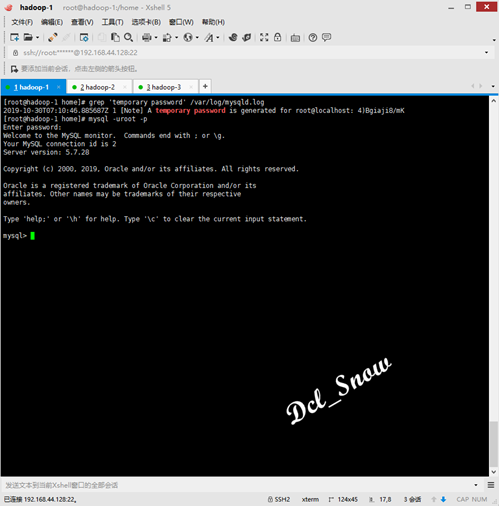 hadoop-1 root@hadoop-1:/home - Xshell 5
文件(F) 编辑(E) 查看(V) 工具(T) 选项卡(B) 窗口(W) 帮助(H)
ssh://root:******@192.168.44.128:22
要添加当前会话，点击左侧的箭头按钮。
1 hadoop-1 2 hadoop-2 3 hadoop-3
[root@hadoop-1 home]# grep 'temporary password' /var/log/mysqld.log
2019-10-30T07:10:46.885687Z 1 [Note] A temporary password is generated for root@localhost: 4)Bgiaji8/mK
[root@hadoop-1 home]# mysql -uroot -p
Enter password:
Welcome to the MySQL monitor.  Commands end with ; or \g.
Your MySQL connection id is 2
Server version: 5.7.28
Copyright (c) 2000, 2019, Oracle and/or its affiliates. All rights reserved.
Oracle is a registered trademark of Oracle Corporation and/or its
affiliates. Other names may be trademarks of their respective
owners.
Type 'help;' or '\h' for help. Type '\c' to clear the current input statement.
mysql>
Dcl_Snow
发送文本到当前Xshell窗口的全部会话
已连接 192.168.44.128:22。 SSH2 xterm 124x45 17,8 3 会话 CAP NUM